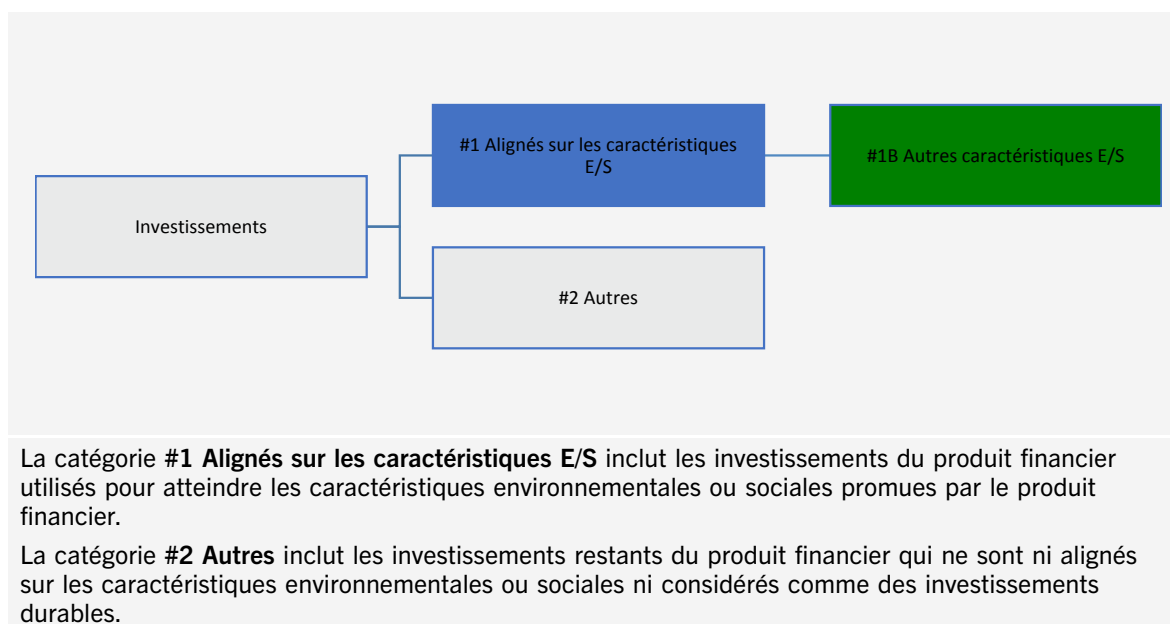 #1 Alignés sur les caractéristiques
E/S
#1B Autres caractéristiques E/S
Investissements
#2 Autres
La catégorie #1 Alignés sur les caractéristiques E/S inclut les investissements du produit financier
utilisés pour atteindre les caractéristiques environnementales ou sociales promues par le produit
financier.
La catégorie #2 Autres inclut les investissements restants du produit financier qui ne sont ni alignés
sur les caractéristiques environnementales ou sociales ni considérés comme des investissements
durables.